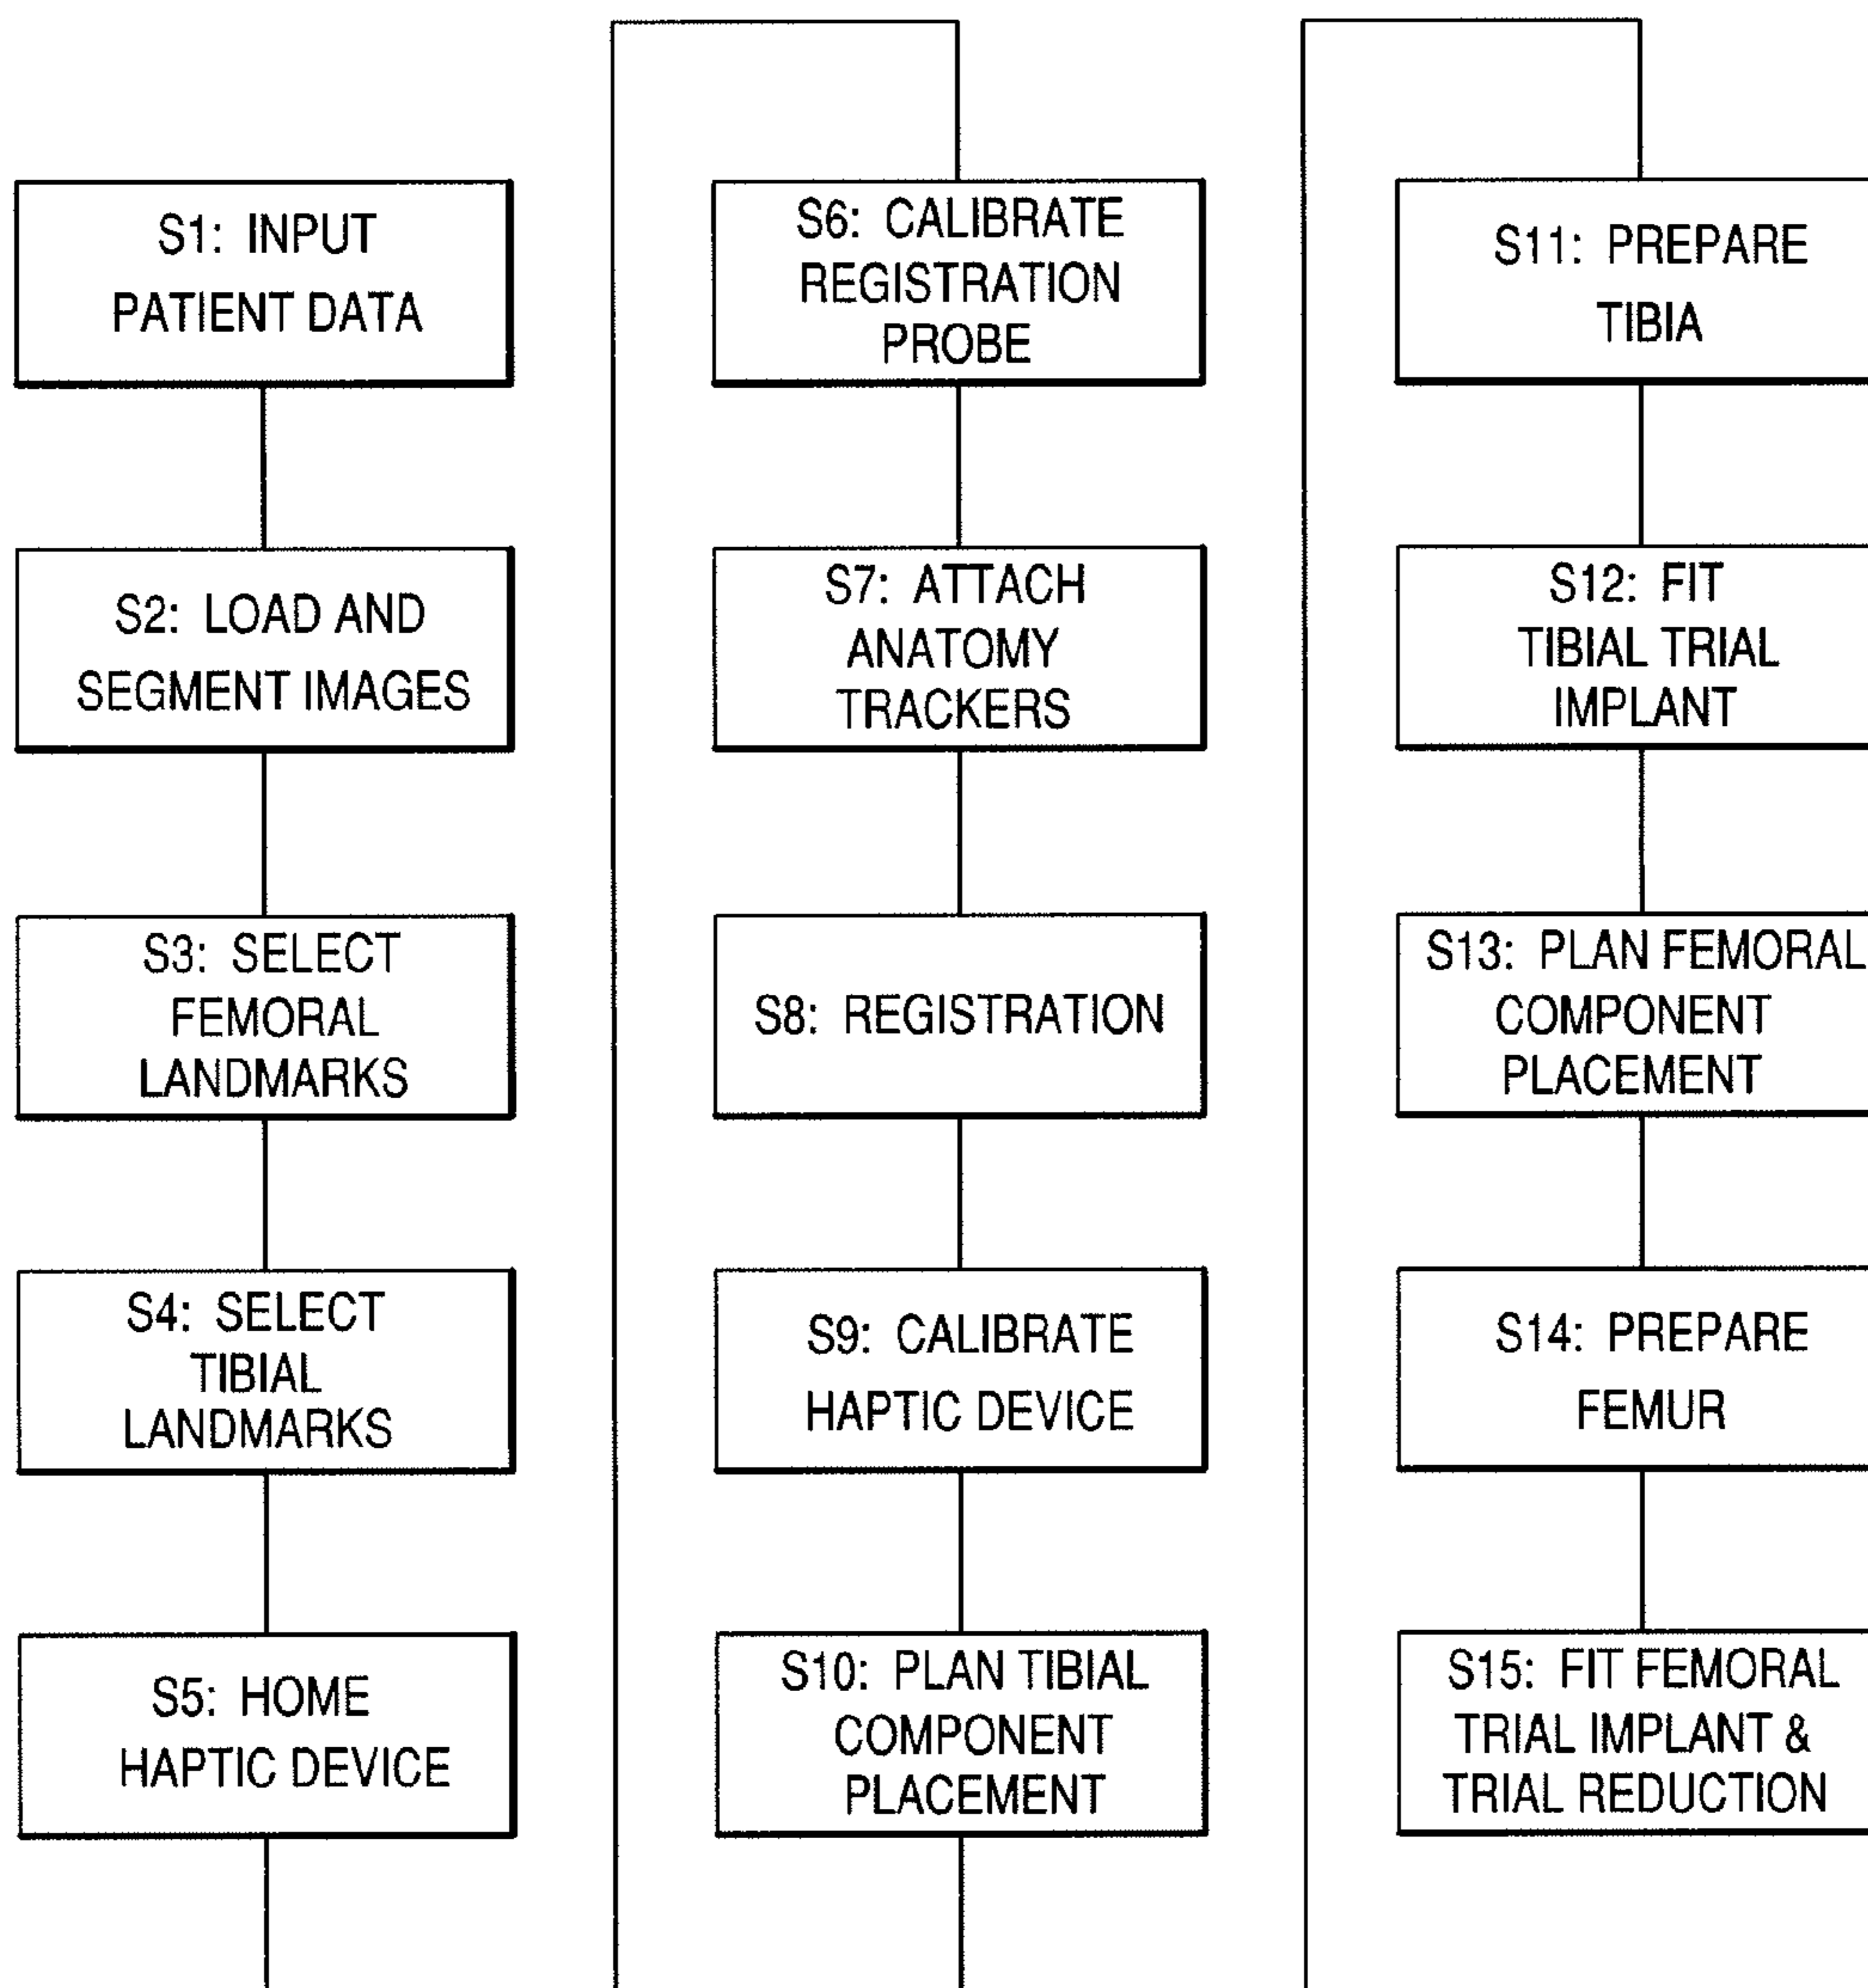 S1: INPUT
PATIENT DATA
S2: LOAD AND
SEGMENT IMAGES
S3: SELECT
FEMORAL
LANDMARKS
S4: SELECT
TIBIAL
LANDMARKS
S5: HOME
HAPTIC DEVICE
S6: CALIBRATE
REGISTRATION
PROBE
S7: ATTACH
ANATOMY
TRACKERS
S8: REGISTRATION
S9: CALIBRATE
HAPTIC DEVICE
S10: PLAN TIBIAL
COMPONENT
PLACEMENT
S11: PREPARE
TIBIA
S12: FIT
TIBIAL TRIAL
IMPLANT
S13: PLAN FEMORAL
COMPONENT
PLACEMENT
S14: PREPARE
FEMUR
S15: FIT FEMORAL
TRIAL IMPLANT &
TRIAL REDUCTION